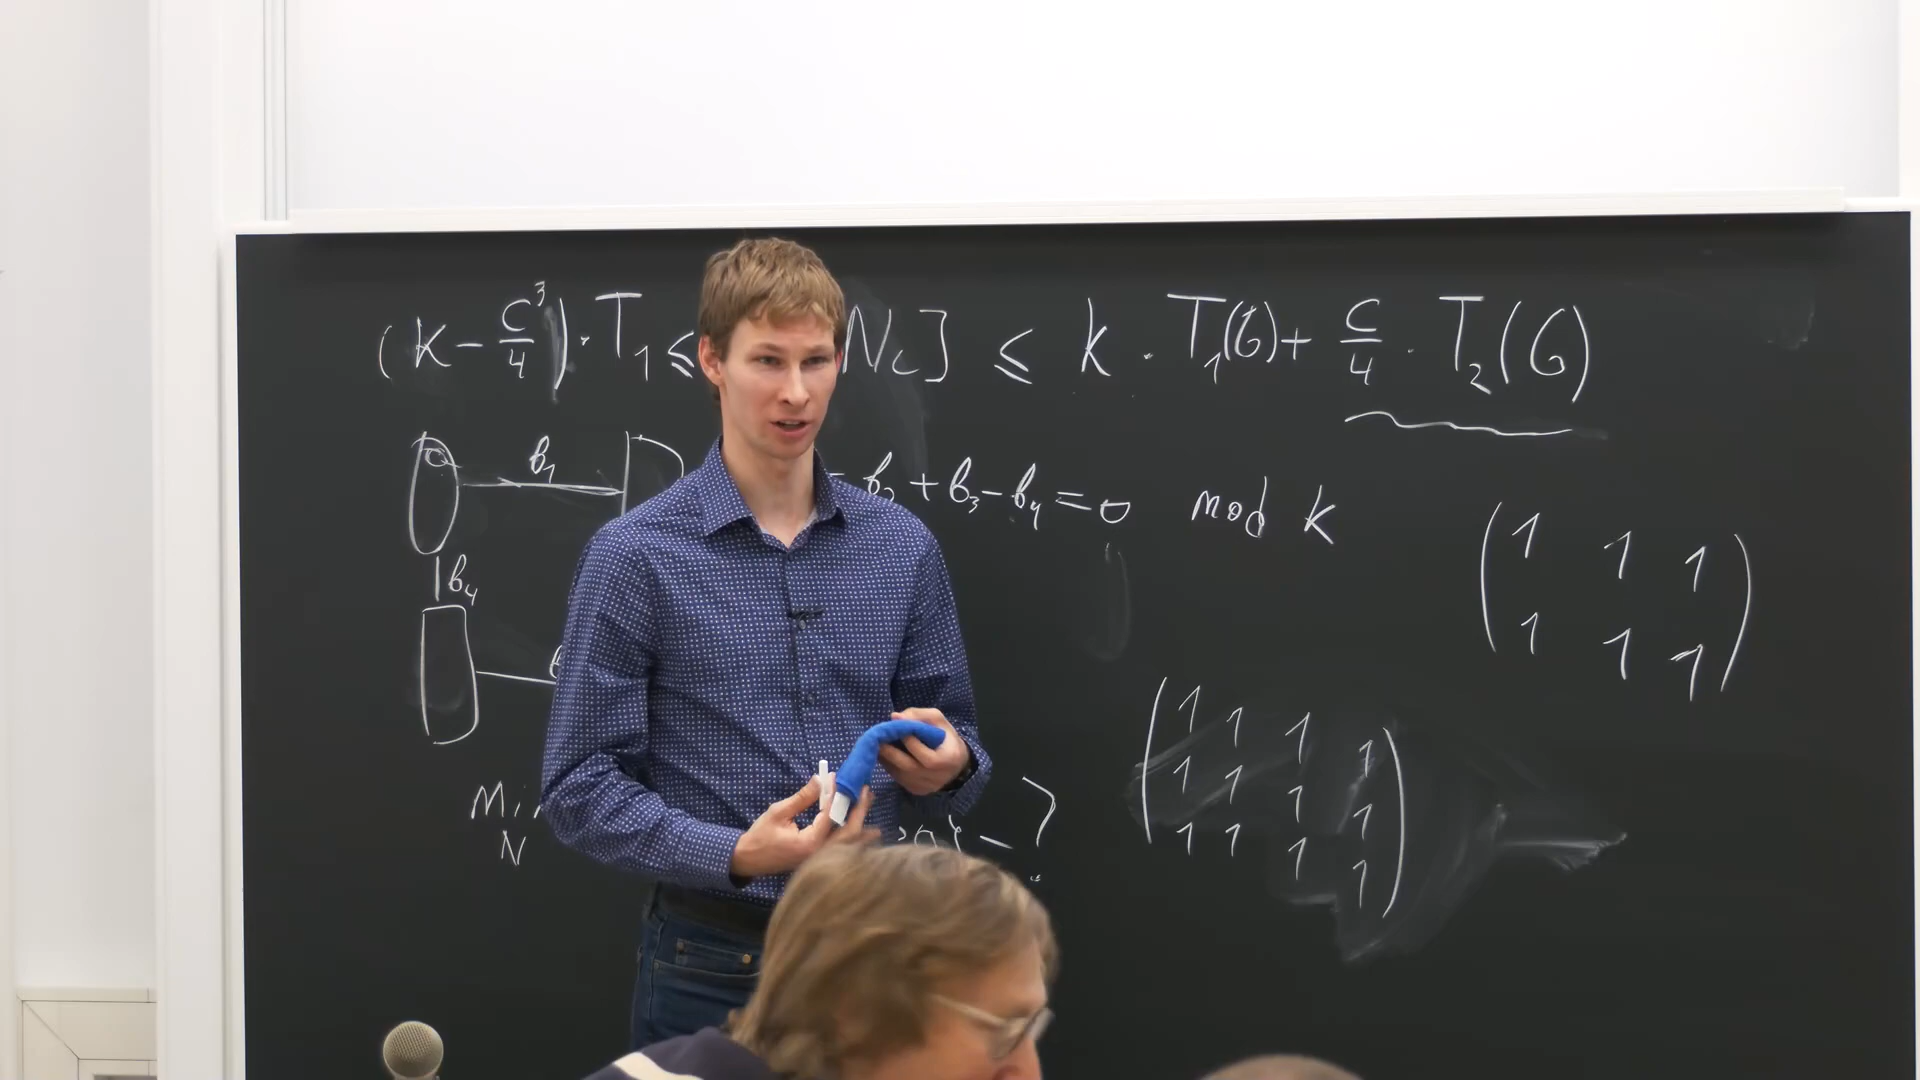 (K - C³/4) · T₁ ≤ N_c] ≤ k · T₁(G) + C/4 · T₂(G)
b₁
- b₂ + b₃ - b₄ = 0 mod k
b₄
1 1 1
1 1 1
1 1 1 1
1 1 1 1
1 1 1 1
Mi
N
- ?